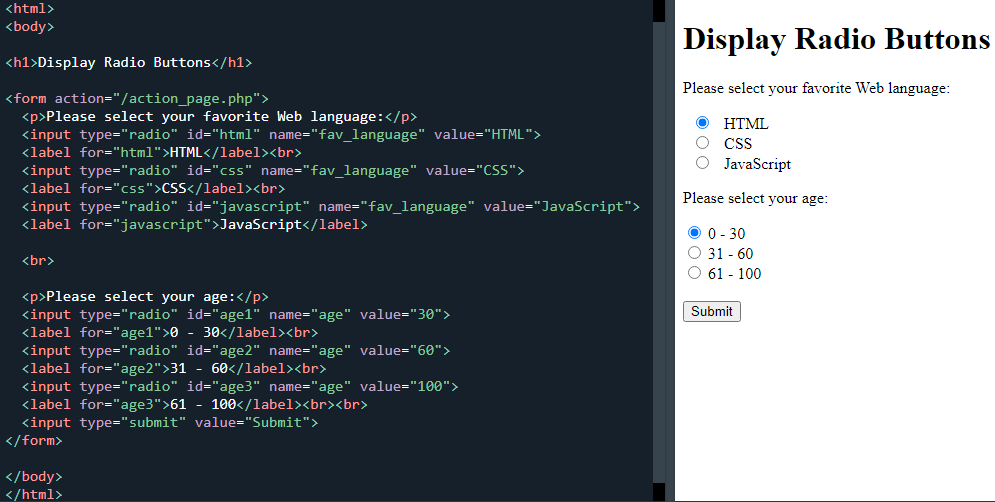 <html>
<body>
<h1>Display Radio Buttons</h1>
<form action="/action_page.php">
<p>Please select your favorite Web language:</p>
<input type="radio" id="html" name="fav_language" value="HTML">
<label for="html">HTML</label><br>
<input type="radio" id="css" name="fav_language" value="CSS">
<label for="css">CSS</label><br>
<input type="radio" id="javascript" name="fav_language" value="JavaScript">
<label for="javascript">JavaScript</label>
<br>
<p>Please select your age:</p>
<input type="radio" id="age1" name="age" value="30">
<label for="age1">0 - 30</label><br>
<input type="radio" id="age2" name="age" value="60">
<label for="age2">31 - 60</label><br>
<input type="radio" id="age3" name="age" value="100">
<label for="age3">61 - 100</label><br><br>
<input type="submit" value="Submit">
</form>
</body>
</html>
Display Radio Buttons
Please select your favorite Web language:
HTML
CSS
JavaScript
Please select your age:
0 - 30
31 - 60
61 - 100
Submit